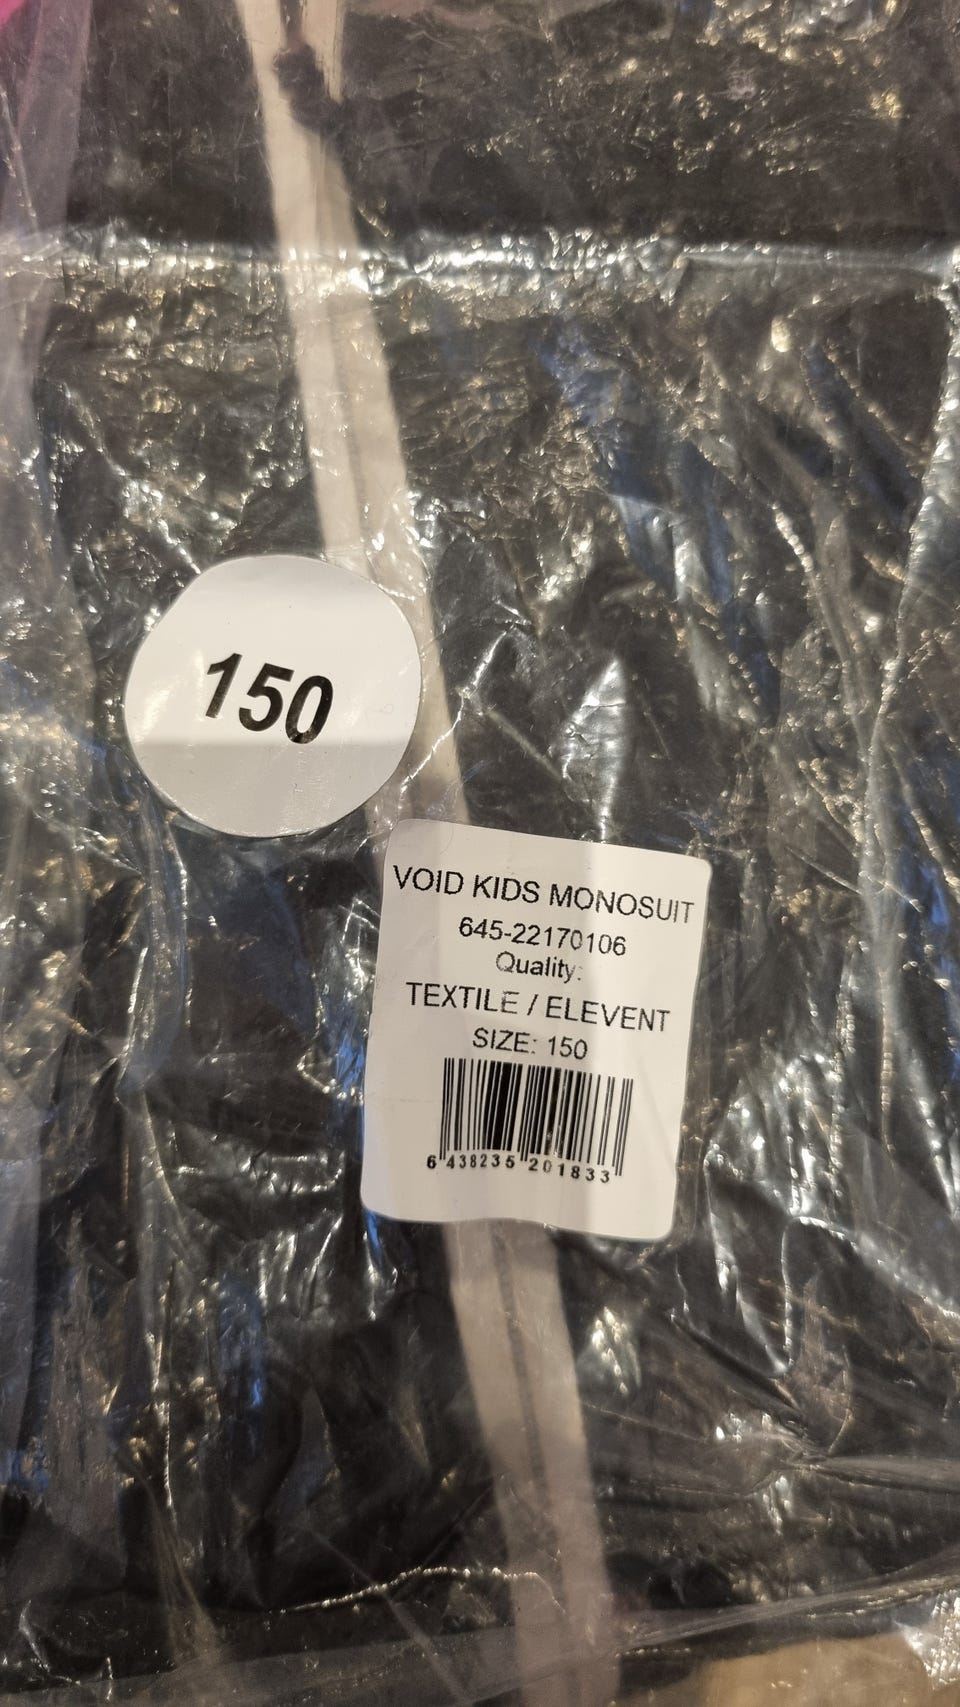 150
VOID KIDS MONOSUIT
645-22170106
Quality:
TEXTILE / ELEVENT
SIZE: 150
6 438235 201833